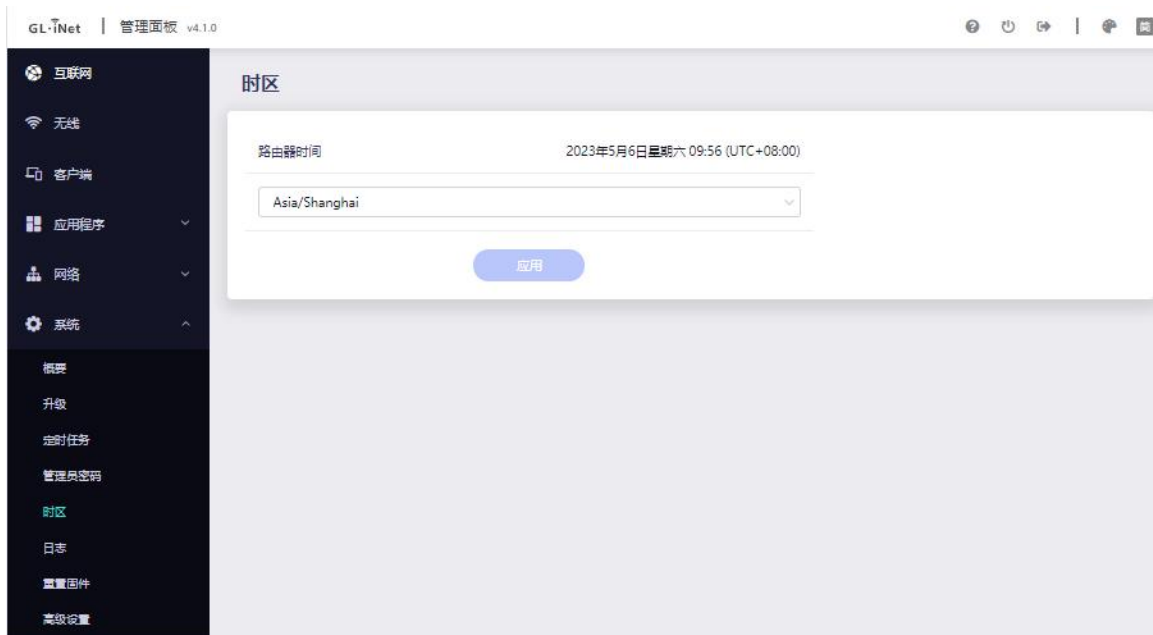 GL·iNet | 管理面板 v4.1.0
简
互联网
无线
客户端
应用程序
网络
系统
概要
升级
定时任务
管理员密码
时区
日志
重置固件
高级设置
时区
路由器时间 2023年5月6日星期六 09:56 (UTC+08:00)
Asia/Shanghai
应用